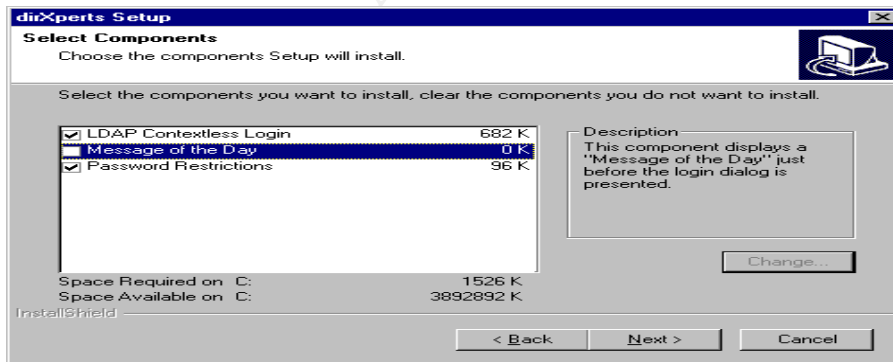 dirXperts Setup
Select Components
Choose the components Setup will install.
Select the components you want to install, clear the components you do not want to install.
LDAP Contextless Login 682 K
Message of the Day 0 K
Password Restrictions 96 K
Description
This component displays a
"Message of the Day" just
before the login dialog is
presented.
Change...
Space Required on C: 1526 K
Space Available on C: 3892892 K
InstallShield
< Back Next > Cancel